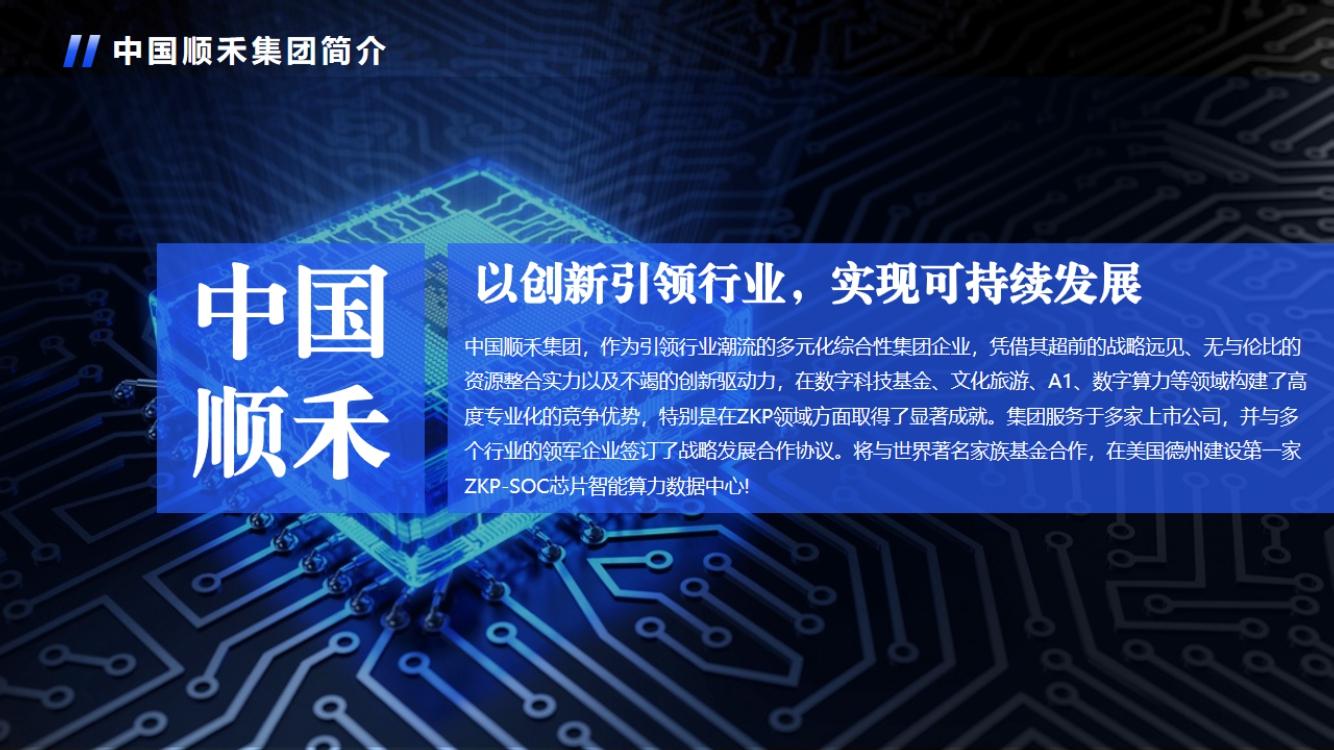 中国顺禾集团简介
中国
顺禾
以创新引领行业，实现可持续发展
中国顺禾集团，作为引领行业潮流的多元化综合性集团企业，凭借其超前的战略远见、无与伦比的
资源整合实力以及不竭的创新驱动力，在数字科技基金、文化旅游、A1、数字算力等领域构建了高
度专业化的竞争优势，特别是在ZKP领域方面取得了显著成就。集团服务于多家上市公司，并与多
个行业的领军企业签订了战略发展合作协议。将与世界著名家族基金合作，在美国德州建设第一家
ZKP-SOC芯片智能算力数据中心!